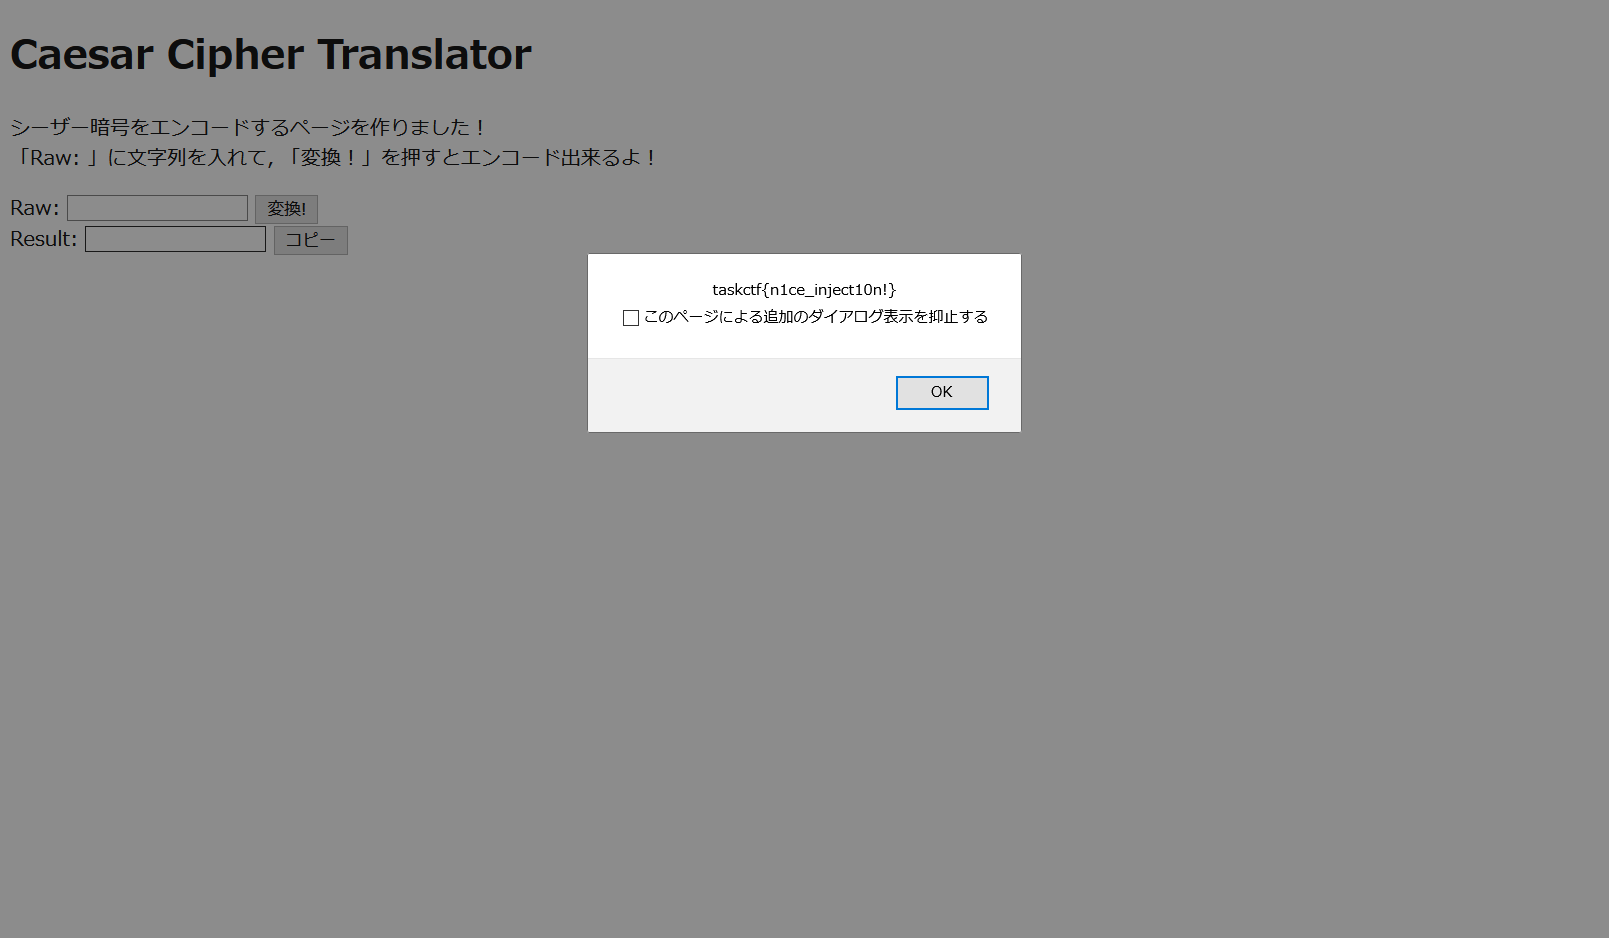 Caesar Cipher Translator
シーザー暗号をエンコードするページを作りました！
「Raw: 」に文字列を入れて, 「変換！」を押すとエンコード出来るよ！
Raw: 変換!
Result: コピー
taskctf{n1ce_inject10n!}
このページによる追加のダイアログ表示を抑止する
OK